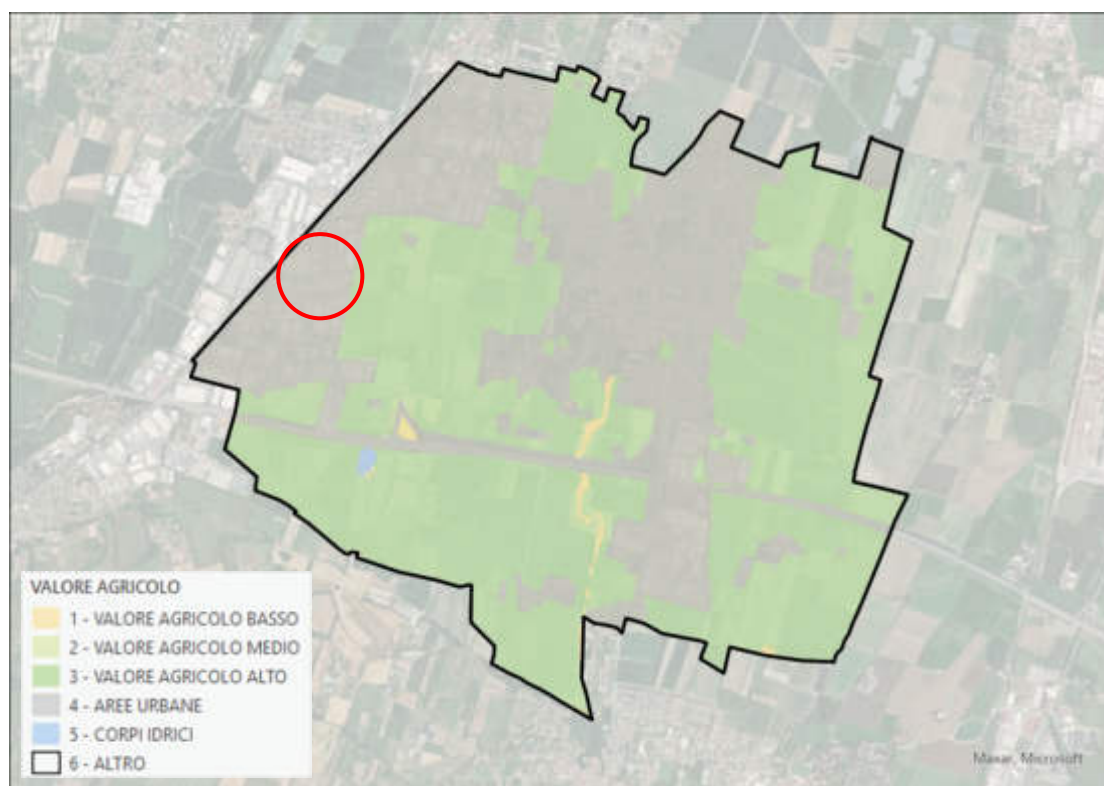 VALORE AGRICOLO
1 - VALORE AGRICOLO BASSO
2 - VALORE AGRICOLO MEDIO
3 - VALORE AGRICOLO ALTO
4 - AREE URBANE
5 - CORPI IDRICI
6 - ALTRO
Maxar, Microsoft